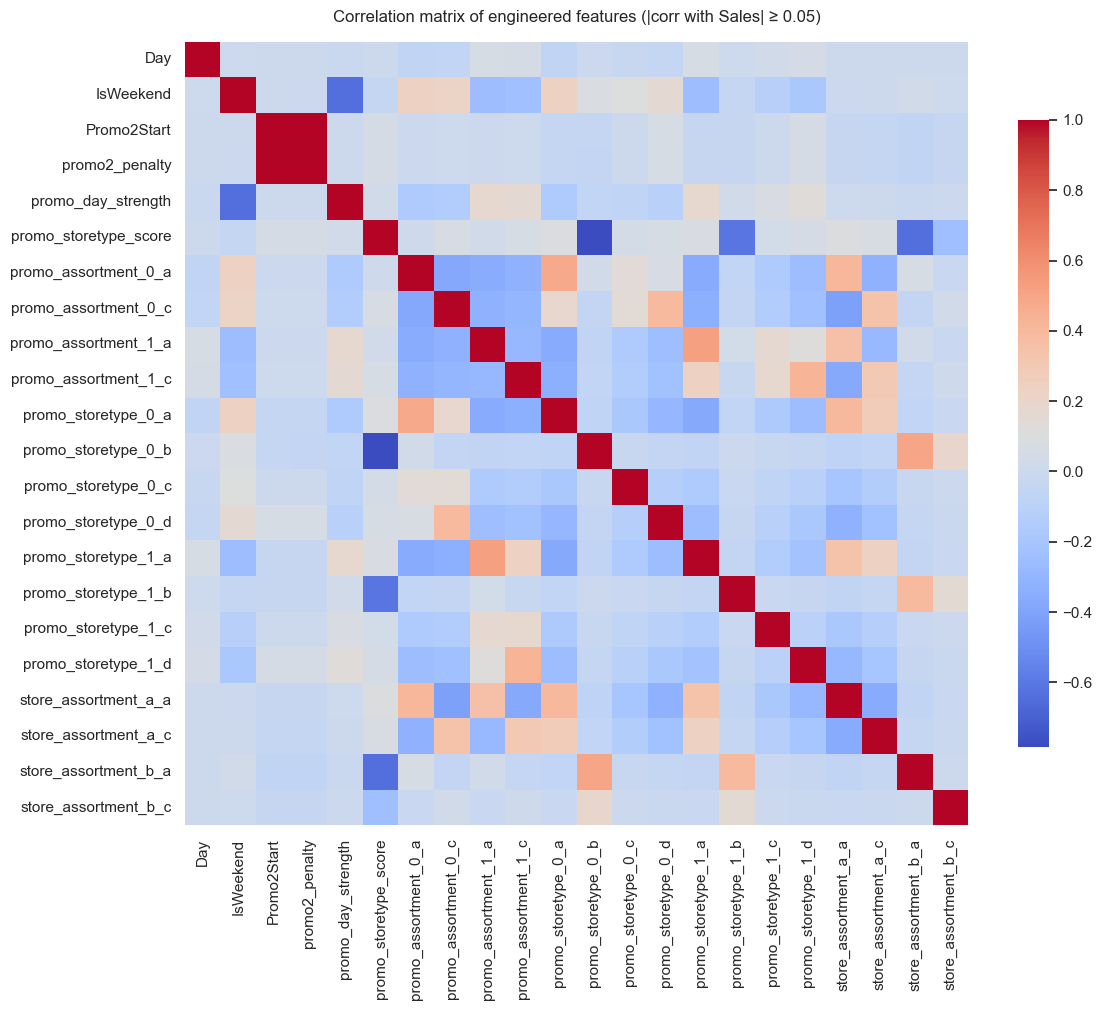 Correlation matrix of engineered features (|corr with Sales| ≥ 0.05)
Day
IsWeekend
Promo2Start
promo2_penalty
promo_day_strength
promo_storetype_score
promo_assortment_0_a
promo_assortment_0_c
promo_assortment_1_a
promo_assortment_1_c
promo_storetype_0_a
promo_storetype_0_b
promo_storetype_0_c
promo_storetype_0_d
promo_storetype_1_a
promo_storetype_1_b
promo_storetype_1_c
promo_storetype_1_d
store_assortment_a_a
store_assortment_a_c
store_assortment_b_a
store_assortment_b_c
Day
IsWeekend
Promo2Start
promo2_penalty
promo_day_strength
promo_storetype_score
promo_assortment_0_a
promo_assortment_0_c
promo_assortment_1_a
promo_assortment_1_c
promo_storetype_0_a
promo_storetype_0_b
promo_storetype_0_c
promo_storetype_0_d
promo_storetype_1_a
promo_storetype_1_b
promo_storetype_1_c
promo_storetype_1_d
store_assortment_a_a
store_assortment_a_c
store_assortment_b_a
store_assortment_b_c
1.0
0.8
0.6
0.4
0.2
0.0
−0.2
−0.4
−0.6